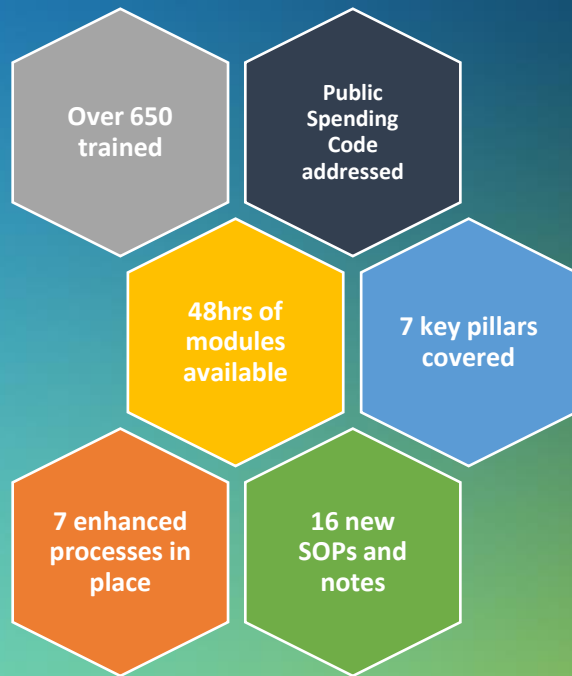 Over 650
trained
Public
Spending
Code
addressed
48hrs of
modules
available
7 key pillars
covered
7 enhanced
processes in
place
16 new
SOPs and
notes